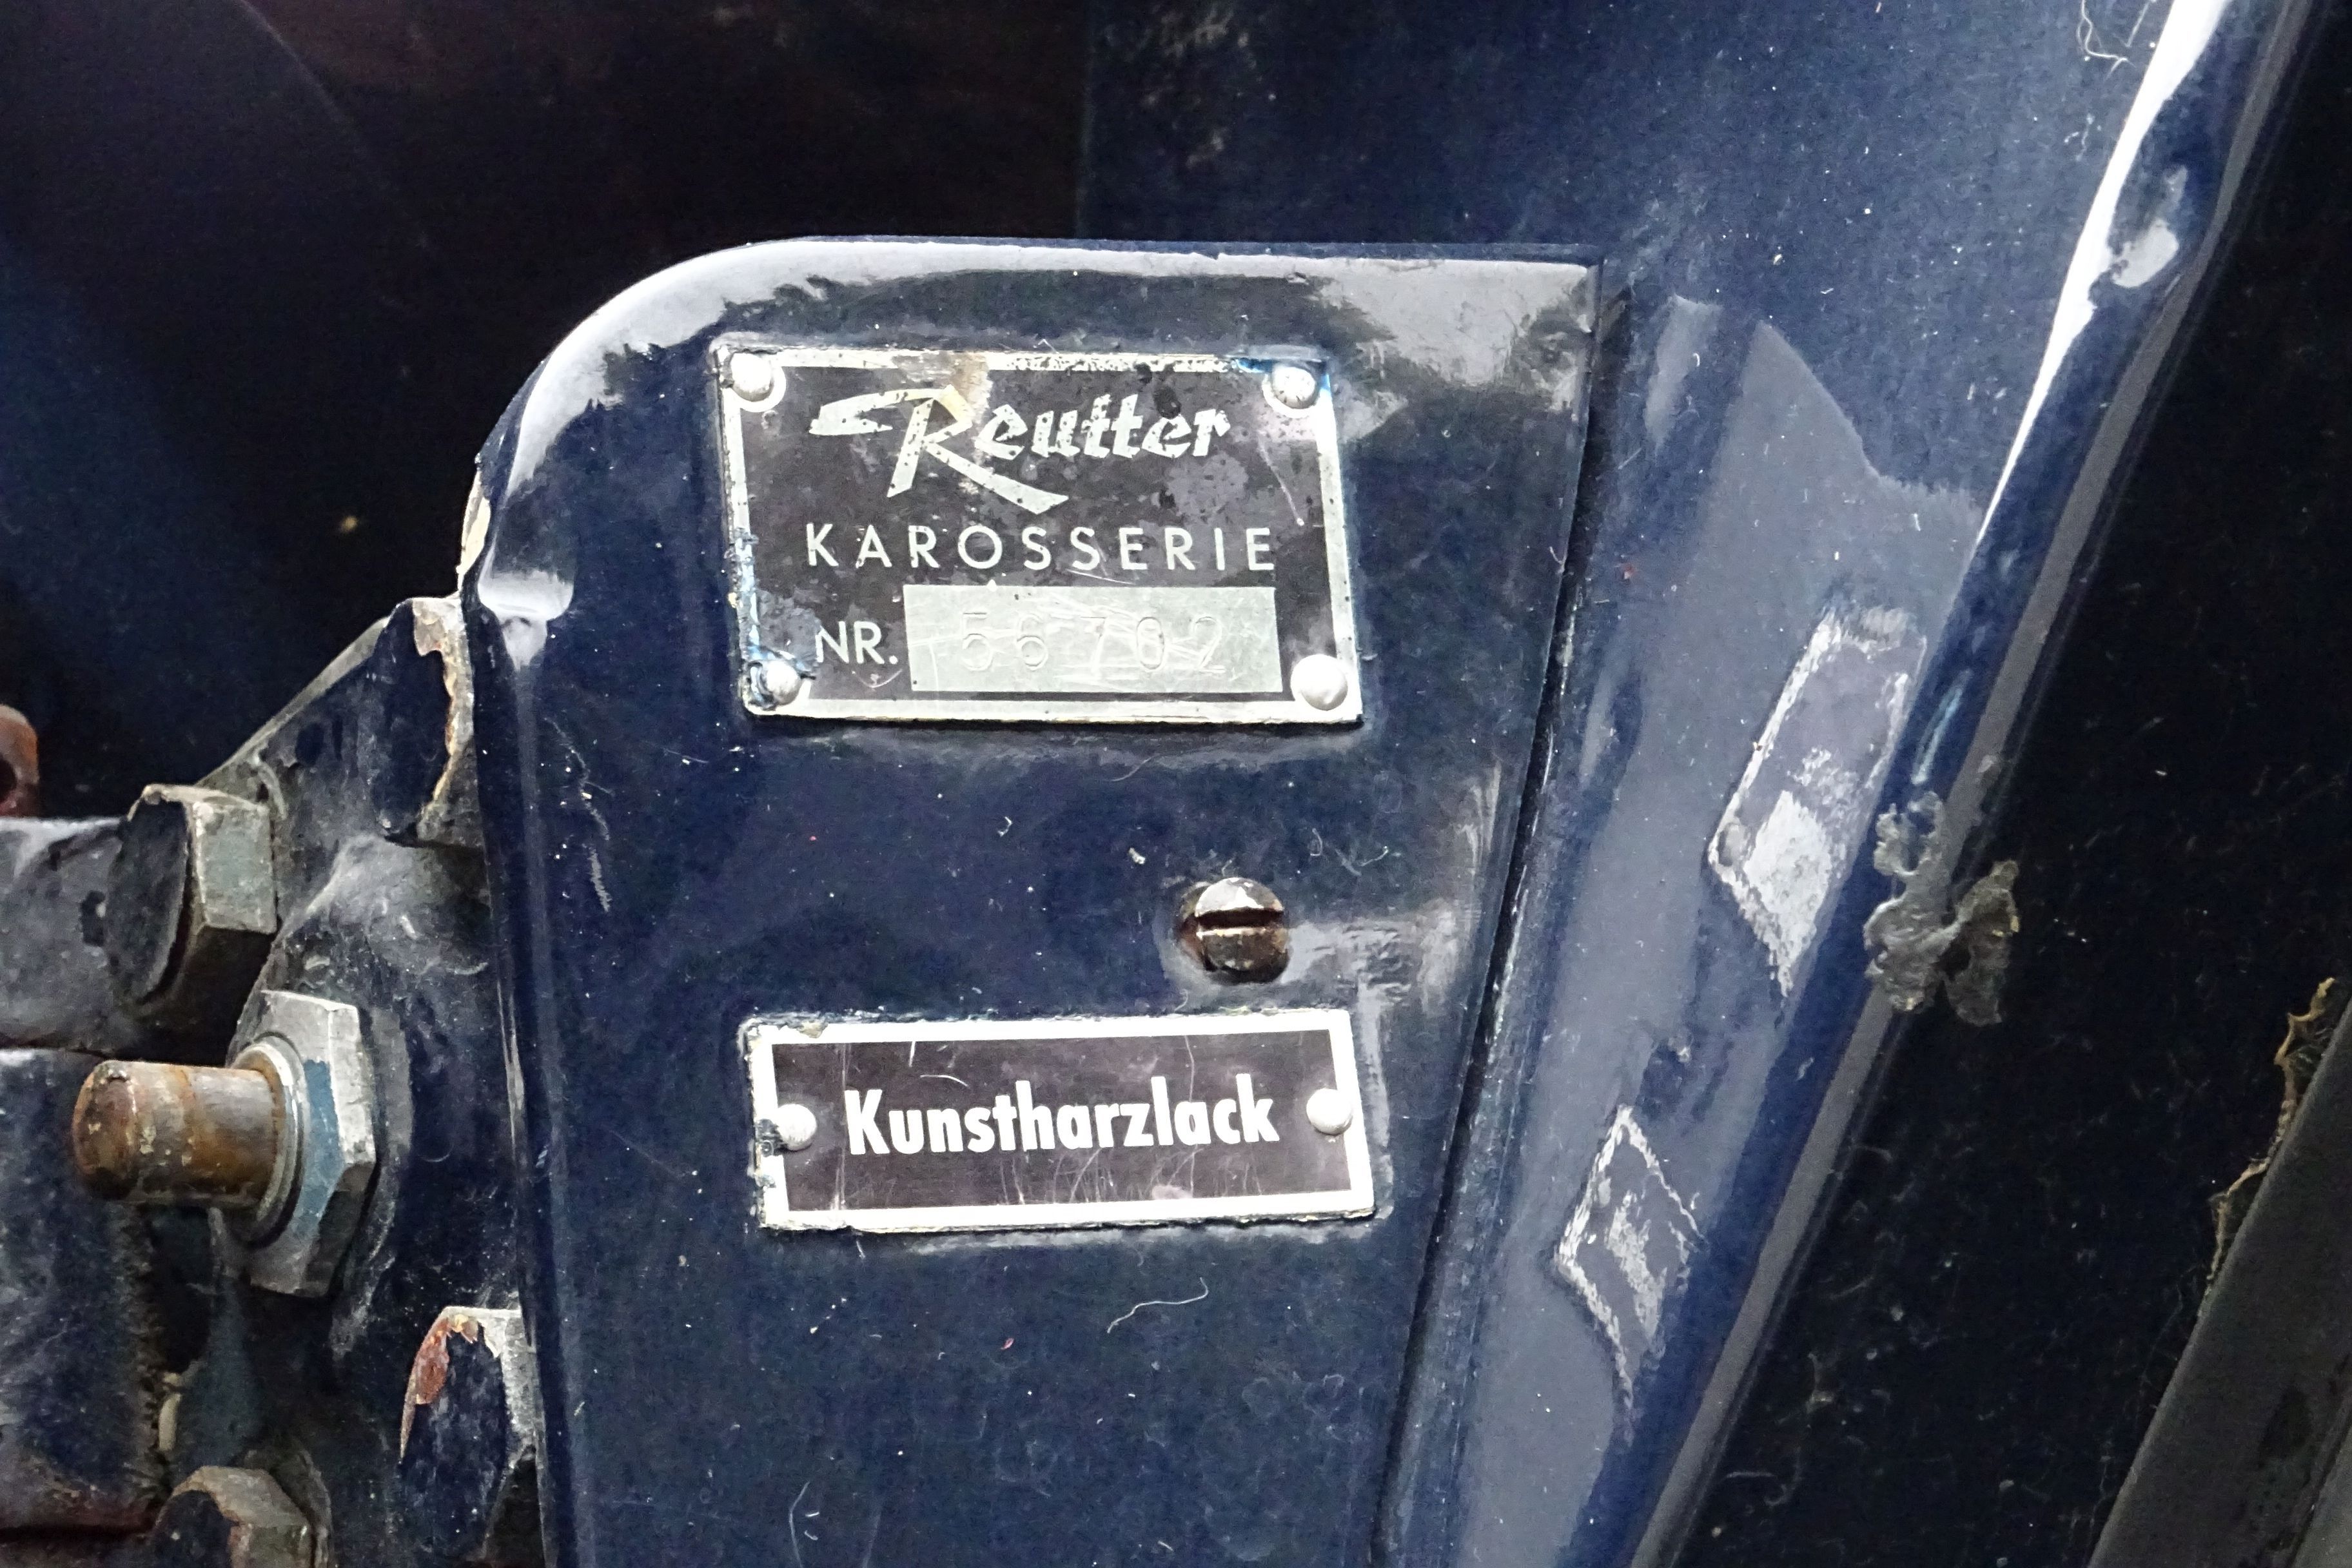 Reutter
KAROSSERIE
NR. 56702
Kunstharzlack